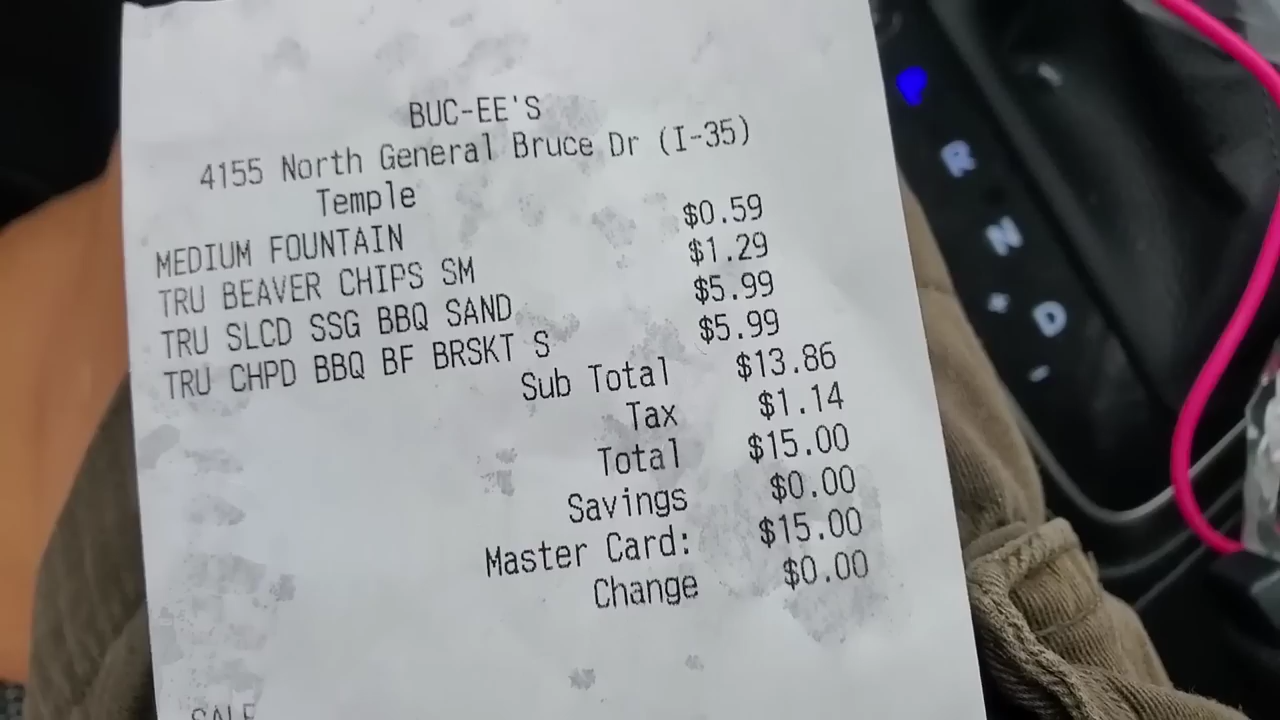 BUC-EE'S
4155 North General Bruce Dr (I-35)
Temple
MEDIUM FOUNTAIN $0.59
TRU BEAVER CHIPS SM $1.29
TRU SLCD SSG BBQ SAND $5.99
TRU CHPD BBQ BF BRSKT S $5.99
Sub Total $13.86
Tax $1.14
Total $15.00
Savings $0.00
Master Card: $15.00
Change $0.00
SALE
R
N
+ D
-